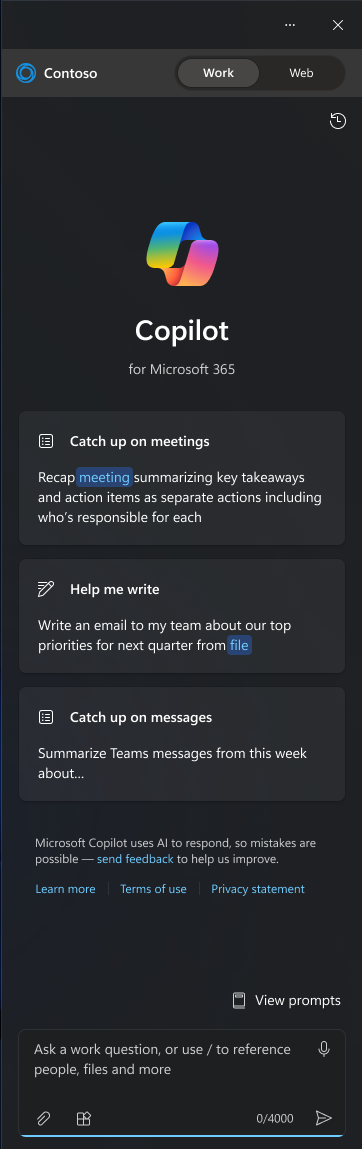 ...
Contoso
Work
Web
Copilot
for Microsoft 365
Catch up on meetings
Recap meeting summarizing key takeaways
and action items as separate actions including
who’s responsible for each
Help me write
Write an email to my team about our top
priorities for next quarter from file
Catch up on messages
Summarize Teams messages from this week
about...
Microsoft Copilot uses AI to respond, so mistakes are
possible — send feedback to help us improve.
Learn more
Terms of use
Privacy statement
View prompts
Ask a work question, or use / to reference
people, files and more
0/4000